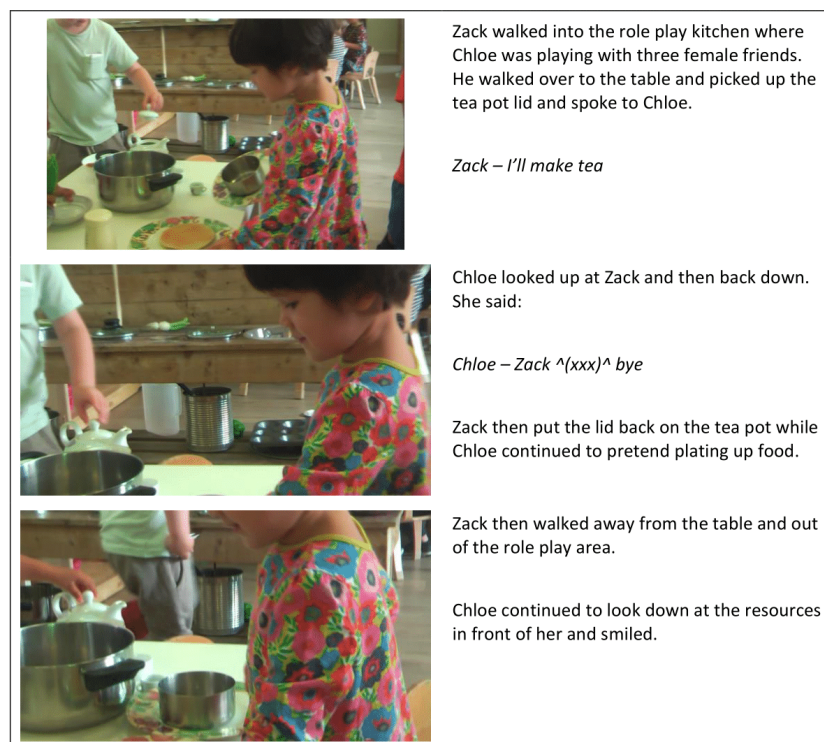 Zack walked into the role play kitchen where
Chloe was playing with three female friends.
He walked over to the table and picked up the
tea pot lid and spoke to Chloe.
Zack – I’ll make tea
Chloe looked up at Zack and then back down.
She said:
Chloe – Zack ^(xxx)^ bye
Zack then put the lid back on the tea pot while
Chloe continued to pretend plating up food.
Zack then walked away from the table and out
of the role play area.
Chloe continued to look down at the resources
in front of her and smiled.